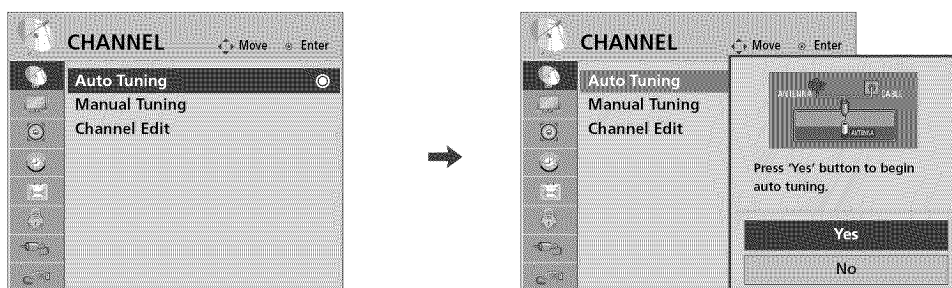 CHANNEL Move Enter
Auto Tuning
Manual Tuning
Channel Edit
CHANNEL Move Enter
Auto Tuning
Manual Tuning
Channel Edit
ANTENNA CABLE
ANTENNA
Press 'Yes' button to begin
auto tuning.
Yes
No